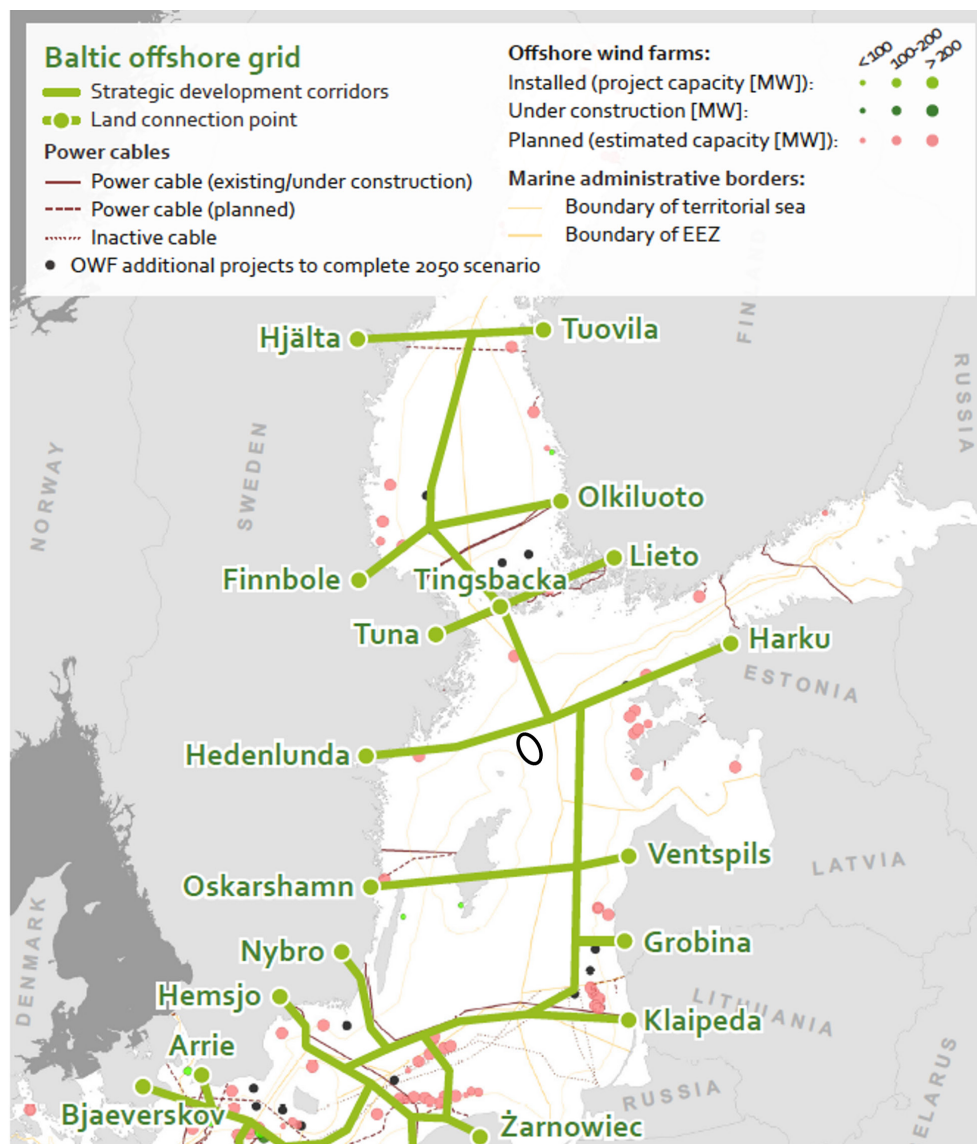 Baltic offshore grid
Strategic development corridors
Land connection point
Power cables
Power cable (existing/under construction)
Power cable (planned)
Inactive cable
OWF additional projects to complete 2050 scenario
Offshore wind farms:
<100 100-200 >200
Installed (project capacity [MW]):
Under construction [MW]:
Planned (estimated capacity [MW]):
Marine administrative borders:
Boundary of territorial sea
Boundary of EEZ
FINLAND
Hjälta
Tuovila
RUSSIA
NORWAY
SWEDEN
Olkiluoto
Finnbole
Tingsbacka
Lieto
Tuna
Harku
ESTONIA
Hedenlunda
Ventspils
LATVIA
Oskarshamn
DENMARK
Nybro
Grobina
Hemsjo
LITHUANIA
Klaipeda
Arrie
ELARUS
Bjaeverskov
RUSSIA
Żarnowiec